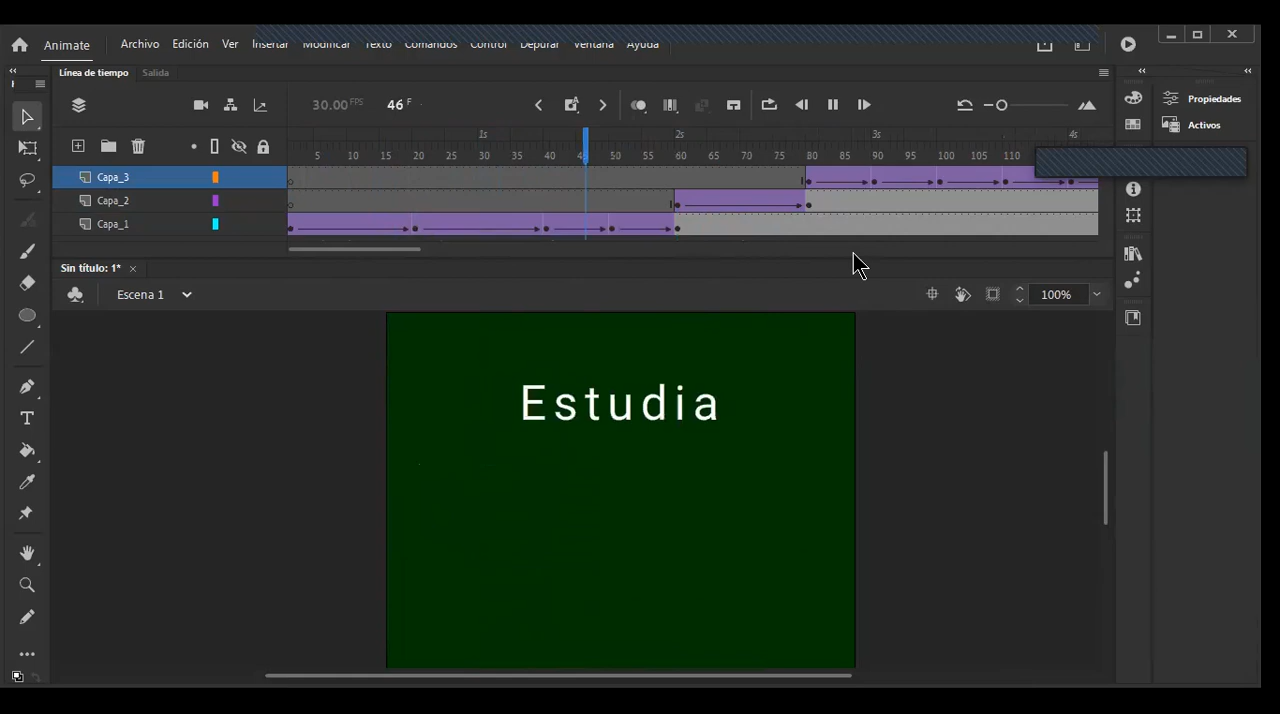 Animate Archivo Edición Ver Insertar Modificar Texto Comandos Control Depurar Ventana Ayuda
Línea de tiempo Salida
30.00 FPS 46 F
Propiedades
Activos
1s 2s 3s 4s
5 10 15 20 25 30 35 40 50 55 60 65 70 75 80 85 90 95 100 105 110
Capa_3
Capa_2
Capa_1
Sin título: 1*
Escena 1
100%
Estudia